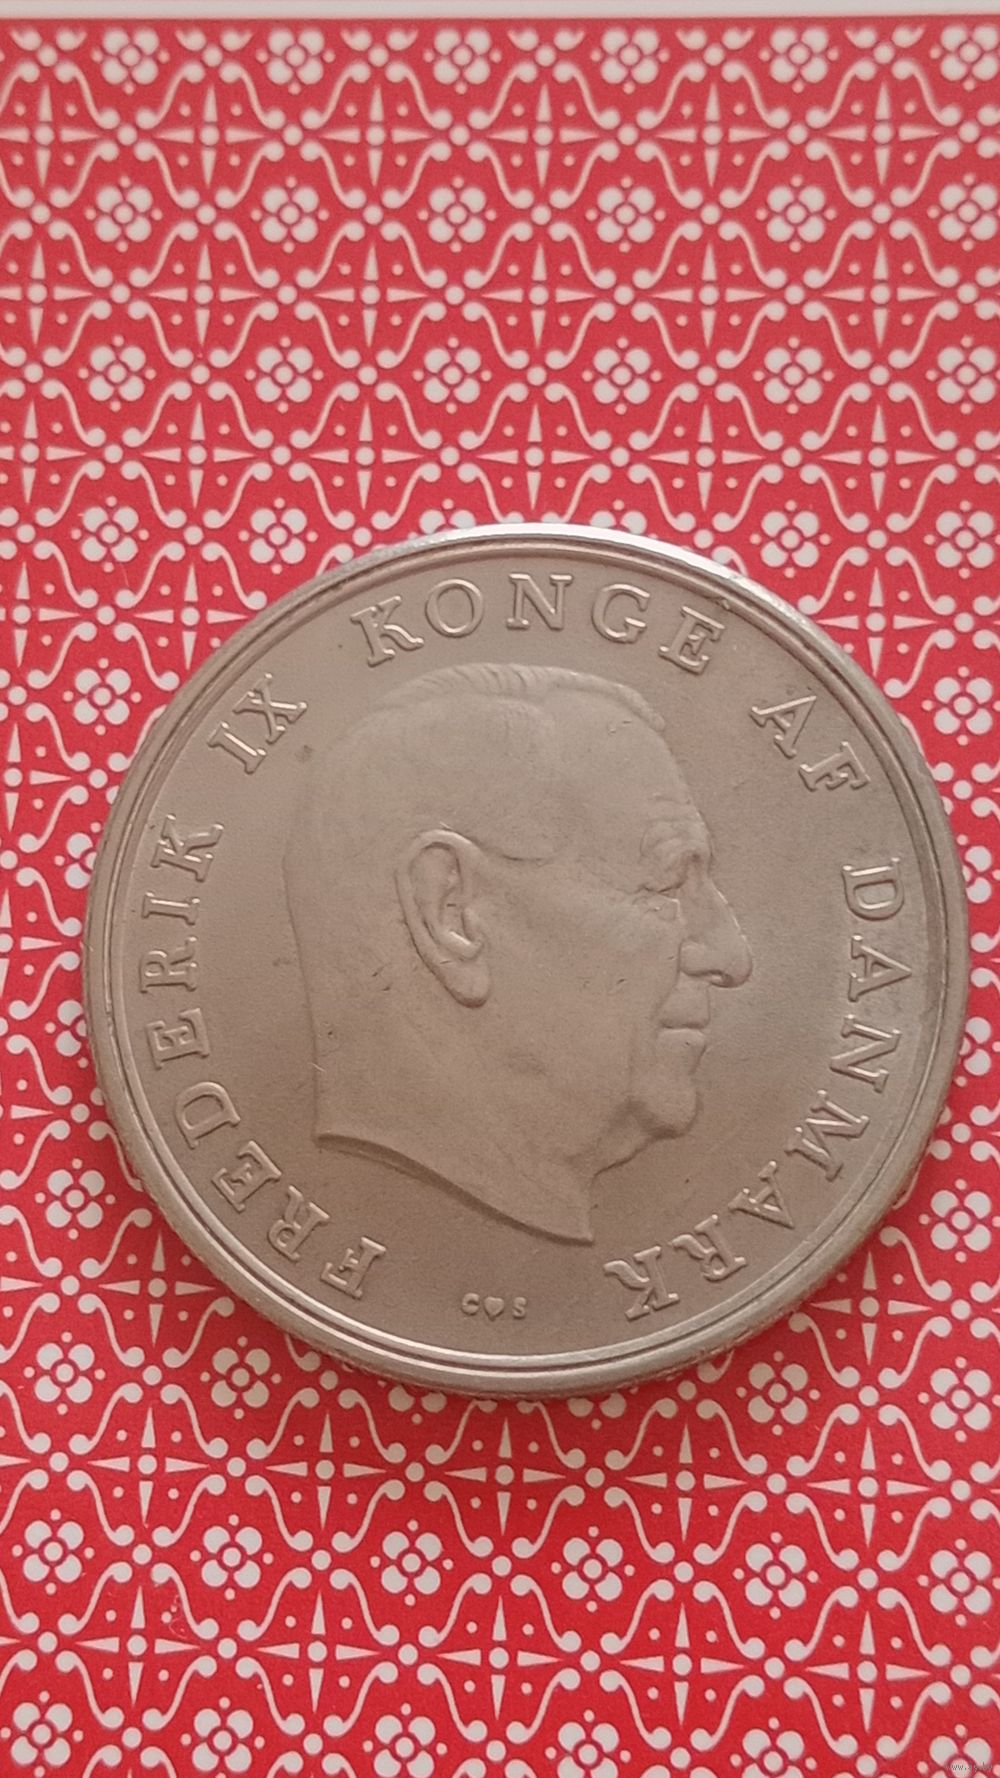 FREDERIK IX KONGE AF DANMARK
C♥S